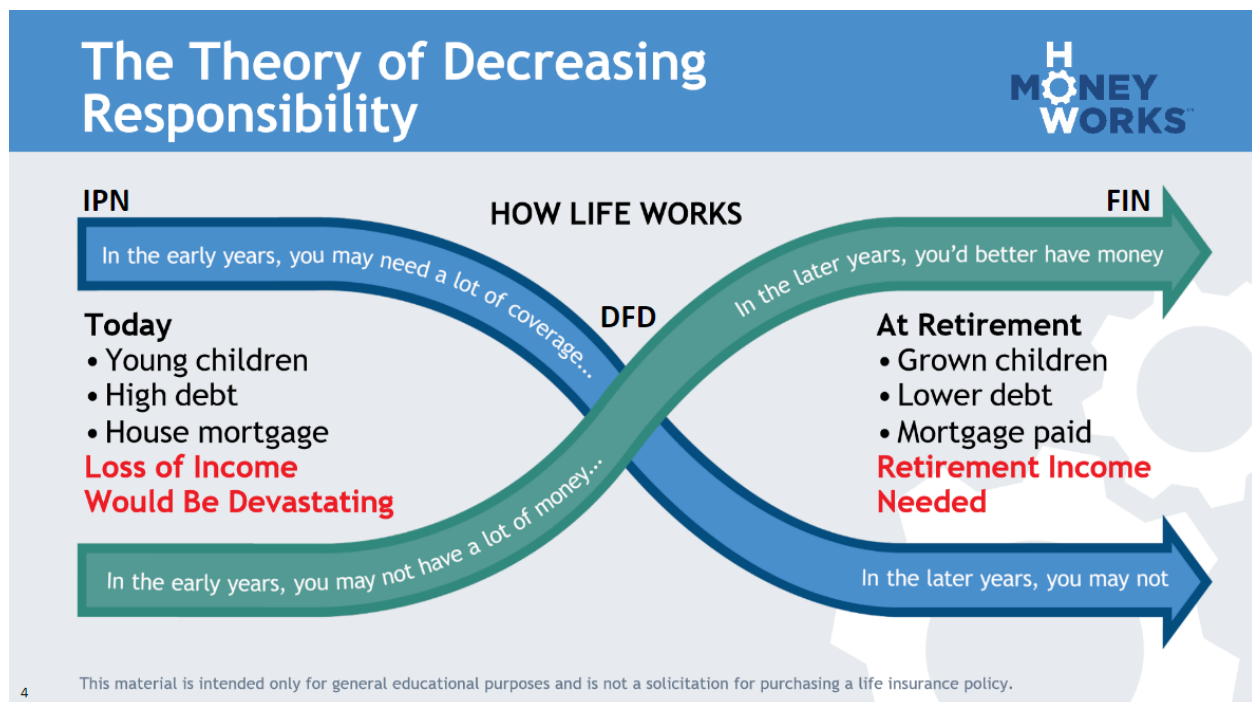 The Theory of Decreasing
Responsibility
H
MONEY
WORKS™
IPN
HOW LIFE WORKS
FIN
In the early years, you may need a lot of coverage...
In the later years, you'd better have money
DFD
Today
• Young children
• High debt
• House mortgage
Loss of Income
Would Be Devastating
At Retirement
• Grown children
• Lower debt
• Mortgage paid
Retirement Income
Needed
In the early years, you may not have a lot of money...
In the later years, you may not
4
This material is intended only for general educational purposes and is not a solicitation for purchasing a life insurance policy.